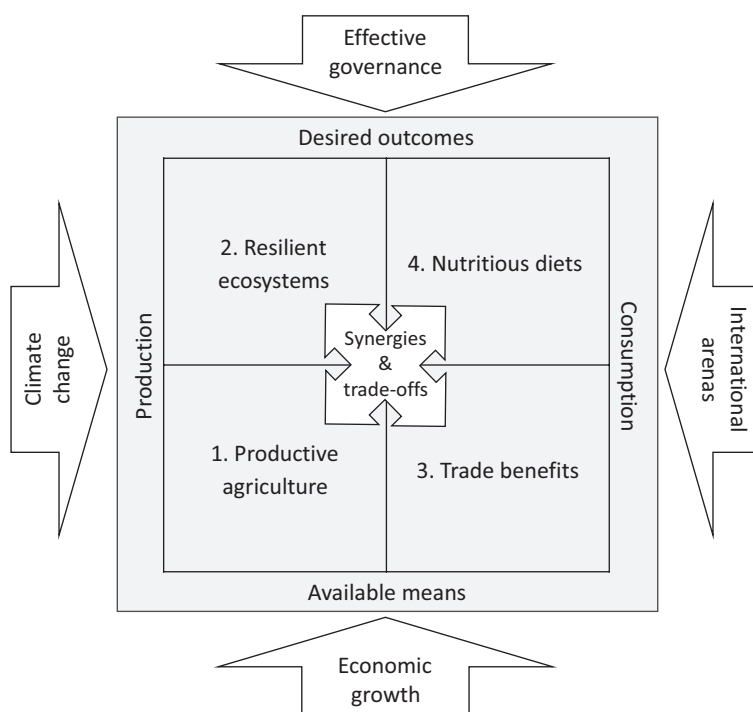 Effective
governance
Desired outcomes
2. Resilient
ecosystems
4. Nutritious diets
Climate
change
Production
Synergies
&
trade-offs
Consumption
International
arenas
1. Productive
agriculture
3. Trade benefits
Available means
Economic
growth